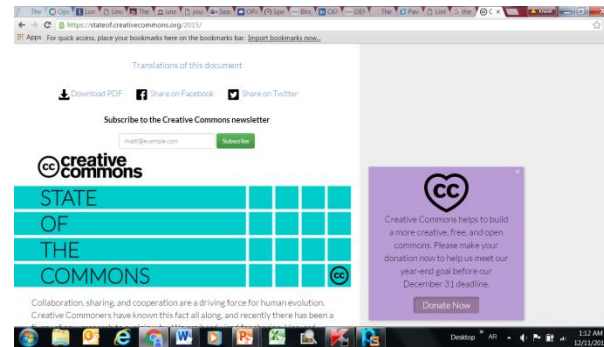 The
https://stateof.creativecommons.org/2015/
Apps For quick access, place your bookmarks here on the bookmarks bar. Import bookmarks now...
Translations of this document
Download PDF Share on Facebook Share on Twitter
Subscribe to the Creative Commons newsletter
matt@example.com Subscribe
cc creative
commons
STATE
OF
THE
COMMONS
cc
Collaboration, sharing, and cooperation are a driving force for human evolution.
Creative Commoners have known this fact all along, and recently there has been a
cc
Creative Commons helps to build
a more creative, free, and open
commons. Please make your
donation now to help us meet our
year-end goal before our
December 31 deadline.
Donate Now
Desktop AR 1:12 AM